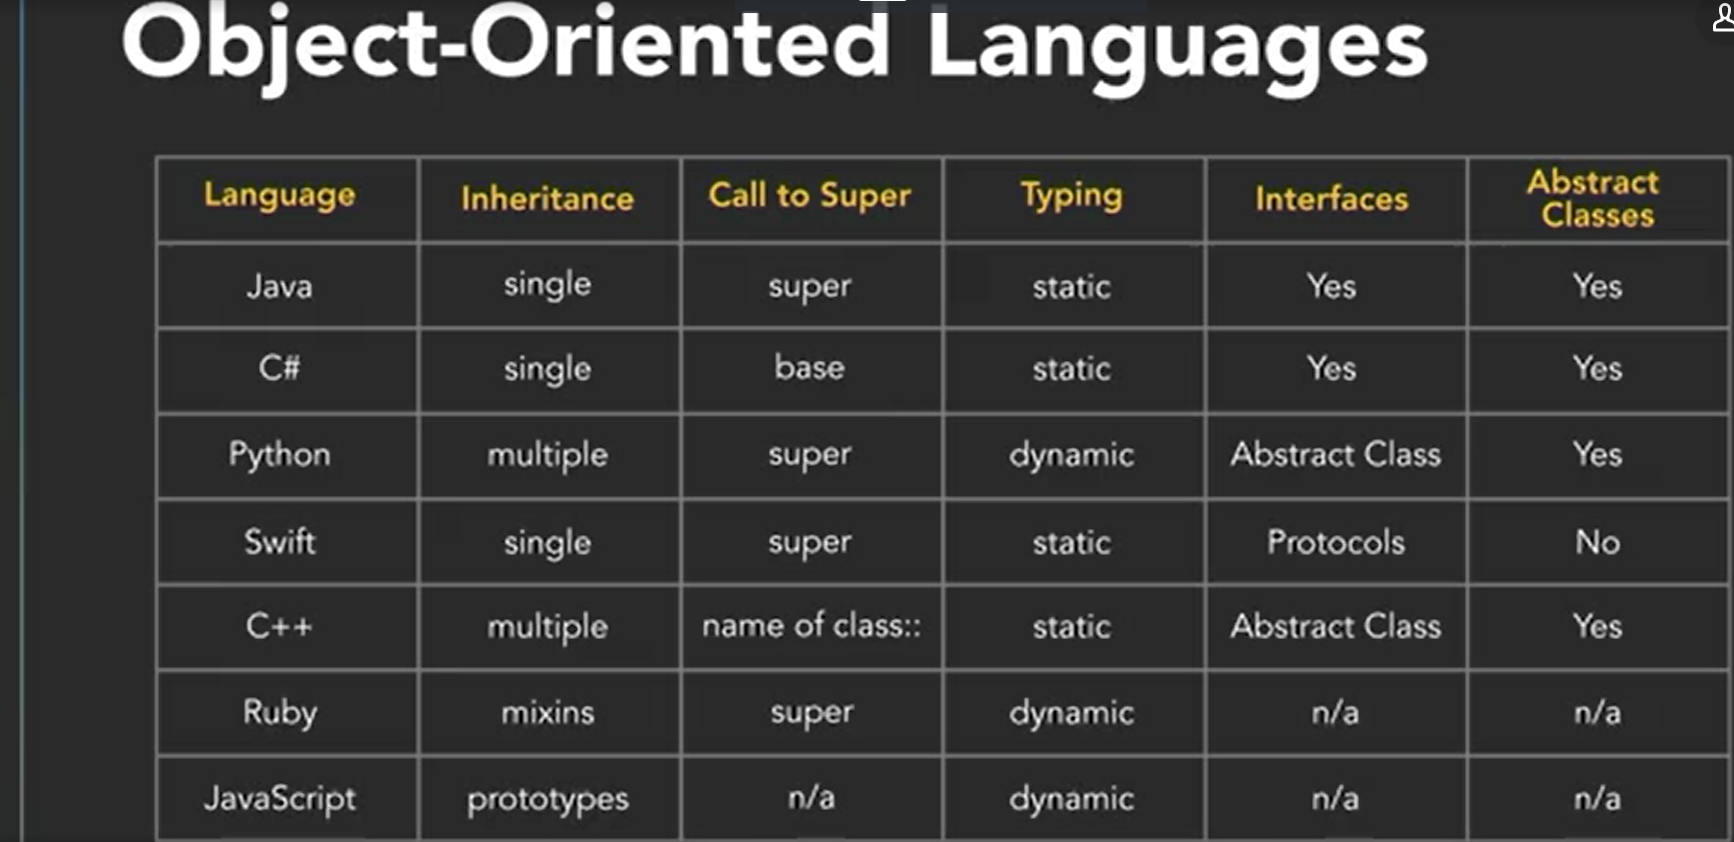 Object-Oriented Languages
Language Inheritance Call to Super Typing Interfaces Abstract Classes
Java single super static Yes Yes
C# single base static Yes Yes
Python multiple super dynamic Abstract Class Yes
Swift single super static Protocols No
C++ multiple name of class:: static Abstract Class Yes
Ruby mixins super dynamic n/a n/a
JavaScript prototypes n/a dynamic n/a n/a